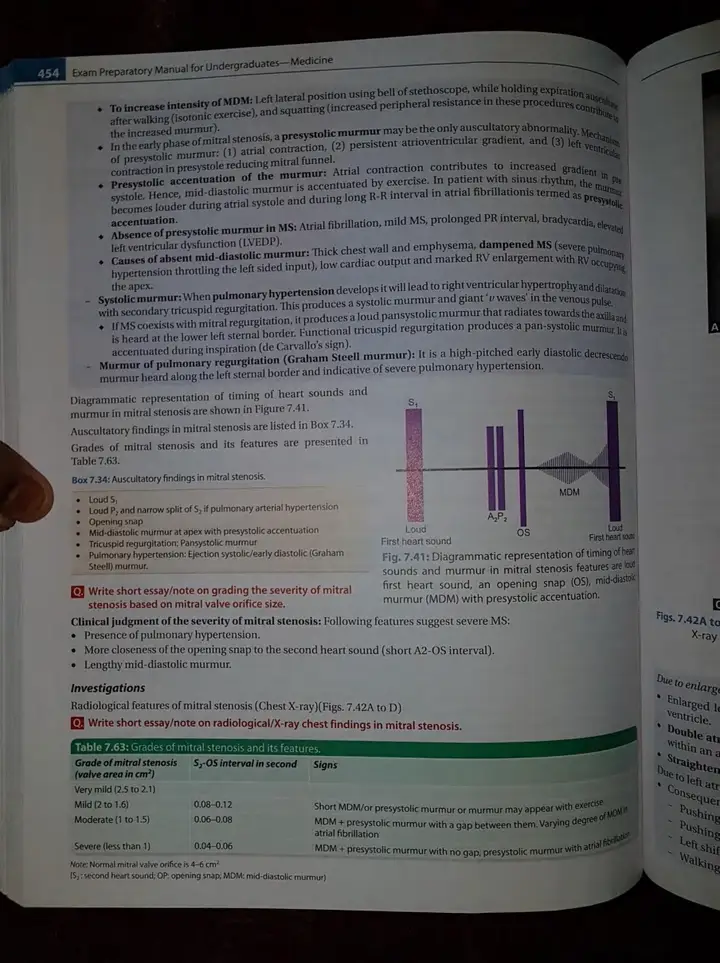 454 Exam Preparatory Manual for Undergraduates—Medicine
• To increase intensity of MDM: Left lateral position using bell of stethoscope, while holding expiration auscultate
after walking (isotonic exercise), and squatting (increased peripheral resistance in these procedures contribute to
the increased murmur).
• In the early phase of mitral stenosis, a presystolic murmur may be the only auscultatory abnormality. Mechanism
of presystolic murmur: (1) atrial contraction, (2) persistent atrioventricular gradient, and (3) left ventricular
contraction in presystole reducing mitral funnel.
• Presystolic accentuation of the murmur: Atrial contraction contributes to increased gradient in pre
systole. Hence, mid-diastolic murmur is accentuated by exercise. In patient with sinus rhythm, the murmur
becomes louder during atrial systole and during long R-R interval in atrial fibrillationis termed as presystolic
accentuation.
• Absence of presystolic murmur in MS: Atrial fibrillation, mild MS, prolonged PR interval, bradycardia, elevated
left ventricular dysfunction (LVEDP).
• Causes of absent mid-diastolic murmur: Thick chest wall and emphysema, dampened MS (severe pulmonary
hypertension throttling the left sided input), low cardiac output and marked RV enlargement with RV occupying
the apex.
– Systolic murmur: When pulmonary hypertension develops it will lead to right ventricular hypertrophy and dilatation
with secondary tricuspid regurgitation. This produces a systolic murmur and giant 'v waves' in the venous pulse.
• If MS coexists with mitral regurgitation, it produces a loud pansystolic murmur that radiates towards the axilla and
is heard at the lower left sternal border. Functional tricuspid regurgitation produces a pan-systolic murmur. It is
accentuated during inspiration (de Carvallo's sign).
– Murmur of pulmonary regurgitation (Graham Steell murmur): It is a high-pitched early diastolic decrescendo
murmur heard along the left sternal border and indicative of severe pulmonary hypertension.
Diagrammatic representation of timing of heart sounds and
murmur in mitral stenosis are shown in Figure 7.41.
Auscultatory findings in mitral stenosis are listed in Box 7.34.
Grades of mitral stenosis and its features are presented in
Table 7.63.
Box 7.34: Auscultatory findings in mitral stenosis.
• Loud S₁
• Loud P₂ and narrow split of S₂ if pulmonary arterial hypertension
• Opening snap
• Mid-diastolic murmur at apex with presystolic accentuation
• Tricuspid regurgitation: Pansystolic murmur
• Pulmonary hypertension: Ejection systolic/early diastolic (Graham
Steell) murmur.
S₁ S₁
MDM
A₂P₂
OS
Loud Loud
First heart sound First heart sound
Fig. 7.41: Diagrammatic representation of timing of heart
sounds and murmur in mitral stenosis features are loud
first heart sound, an opening snap (OS), mid-diastolic
murmur (MDM) with presystolic accentuation.
Q. Write short essay/note on grading the severity of mitral
stenosis based on mitral valve orifice size.
Clinical judgment of the severity of mitral stenosis: Following features suggest severe MS:
• Presence of pulmonary hypertension.
• More closeness of the opening snap to the second heart sound (short A2-OS interval).
• Lengthy mid-diastolic murmur.
Investigations
Radiological features of mitral stenosis (Chest X-ray)(Figs. 7.42A to D)
Q. Write short essay/note on radiological/X-ray chest findings in mitral stenosis.
Table 7.63: Grades of mitral stenosis and its features.
Grade of mitral stenosis S₂-OS interval in second Signs
(valve area in cm²)
Very mild (2.5 to 2.1)
Mild (2 to 1.6) 0.08–0.12 Short MDM/or presystolic murmur or murmur may appear with exercise
Moderate (1 to 1.5) 0.06–0.08 MDM + presystolic murmur with a gap between them. Varying degree of MDM in
atrial fibrillation
Severe (less than 1) 0.04–0.06 MDM + presystolic murmur with no gap, presystolic murmur with atrial fibrillation
Note: Normal mitral valve orifice is 4–6 cm²
(S₂: second heart sound; OP: opening snap; MDM: mid-diastolic murmur)
A
Figs. 7.42A to
X-ray
Due to
• Enlarged
ventricle.
• Double
within an
• Straighten
Due to left
• Consequen
– Pushing
– Pushing
– Left
– Walking